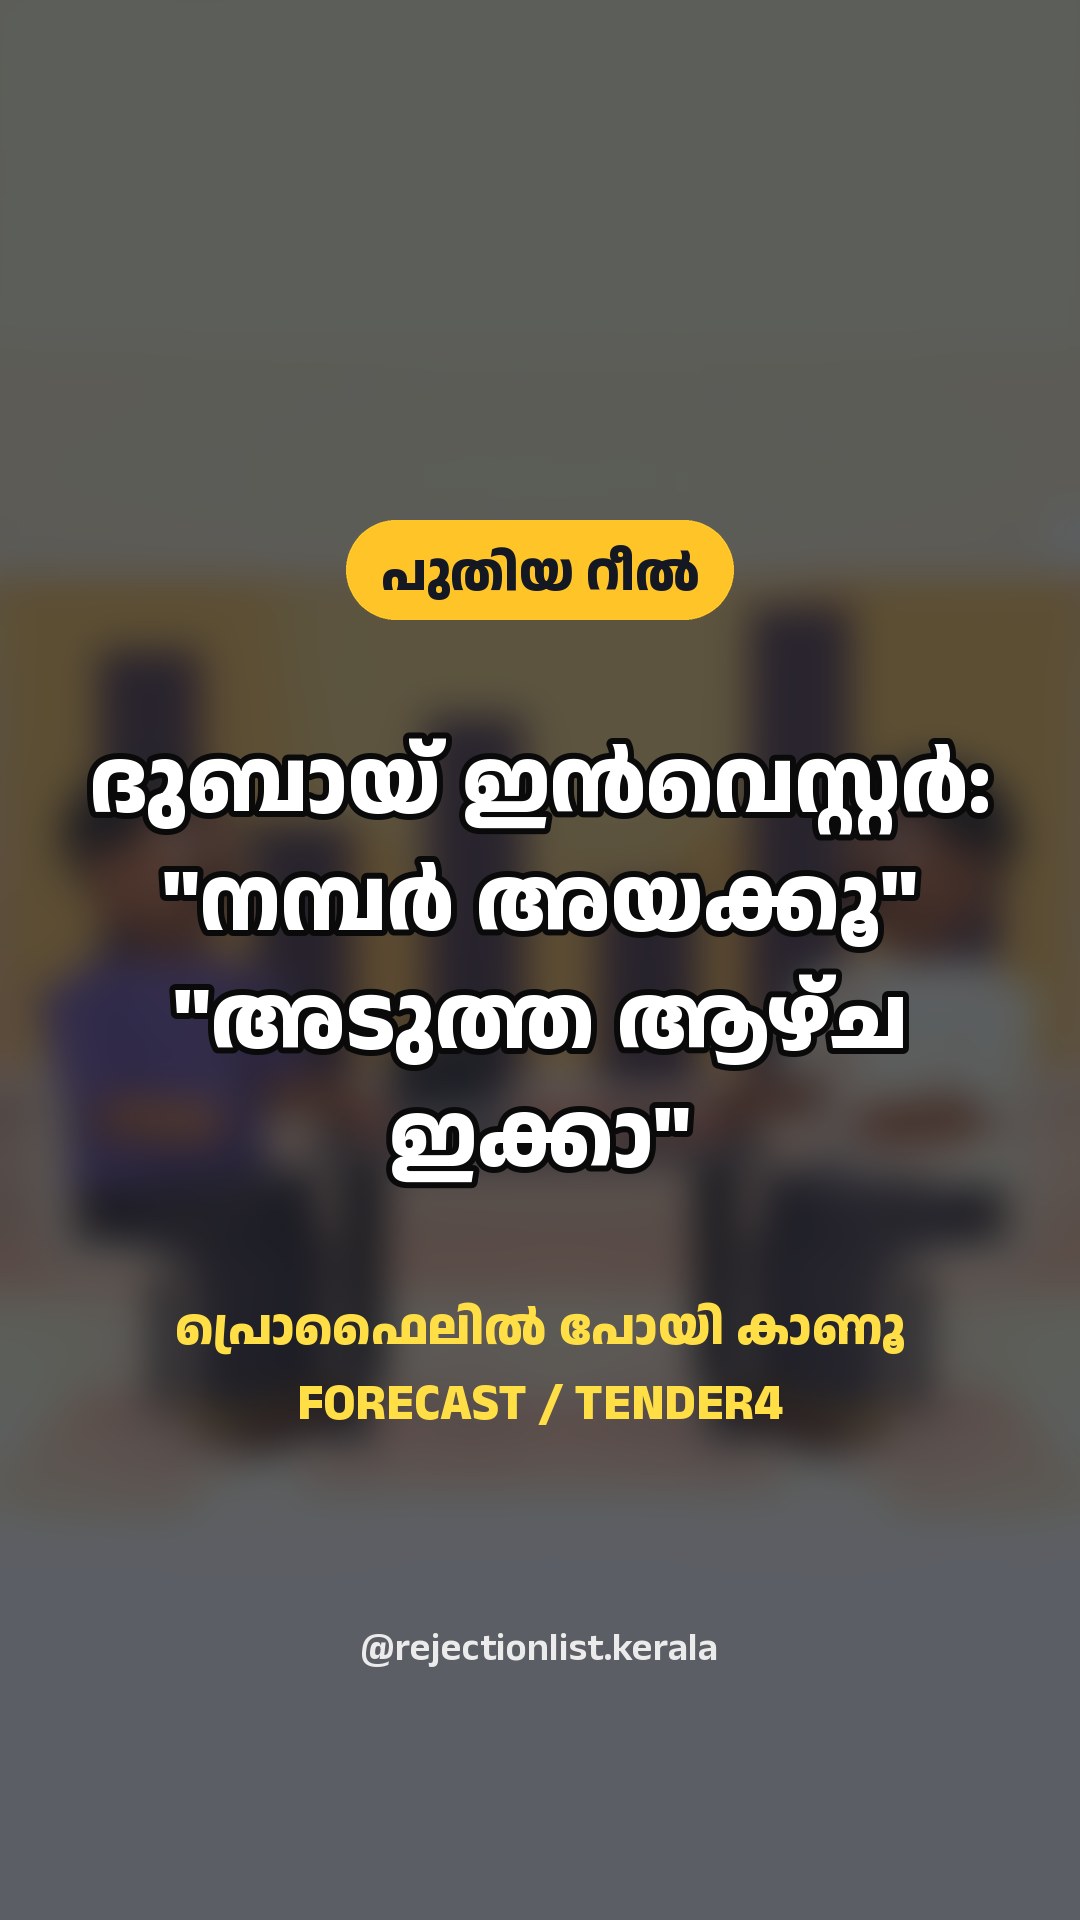 പുതിയ റീൽ
ദുബായ് ഇൻവെസ്റ്റർ:
"നമ്പർ അയക്കൂ"
"അടുത്ത ആഴ്ച
ഇക്കാ"
പ്രൊഫൈലിൽ പോയി കാണൂ
FORECAST / TENDER4
@rejectionlist.kerala